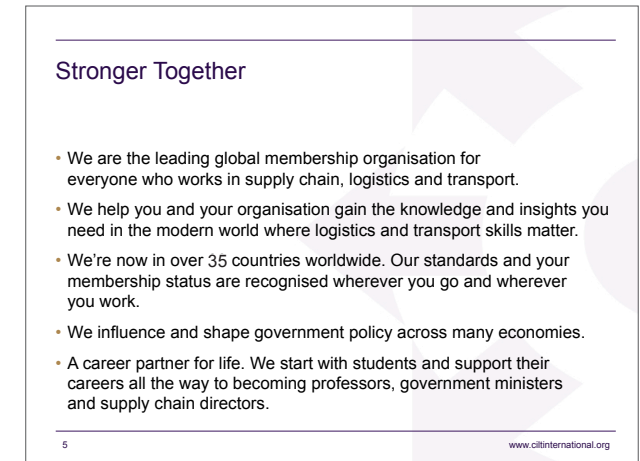 Stronger Together
• We are the leading global membership organisation for
everyone who works in supply chain, logistics and transport.
• We help you and your organisation gain the knowledge and insights you
need in the modern world where logistics and transport skills matter.
• We're now in over 35 countries worldwide. Our standards and your
membership status are recognised wherever you go and wherever
you work.
• We influence and shape government policy across many economies.
• A career partner for life. We start with students and support their
careers all the way to becoming professors, government ministers
and supply chain directors.
5
www.ciltinternational.org